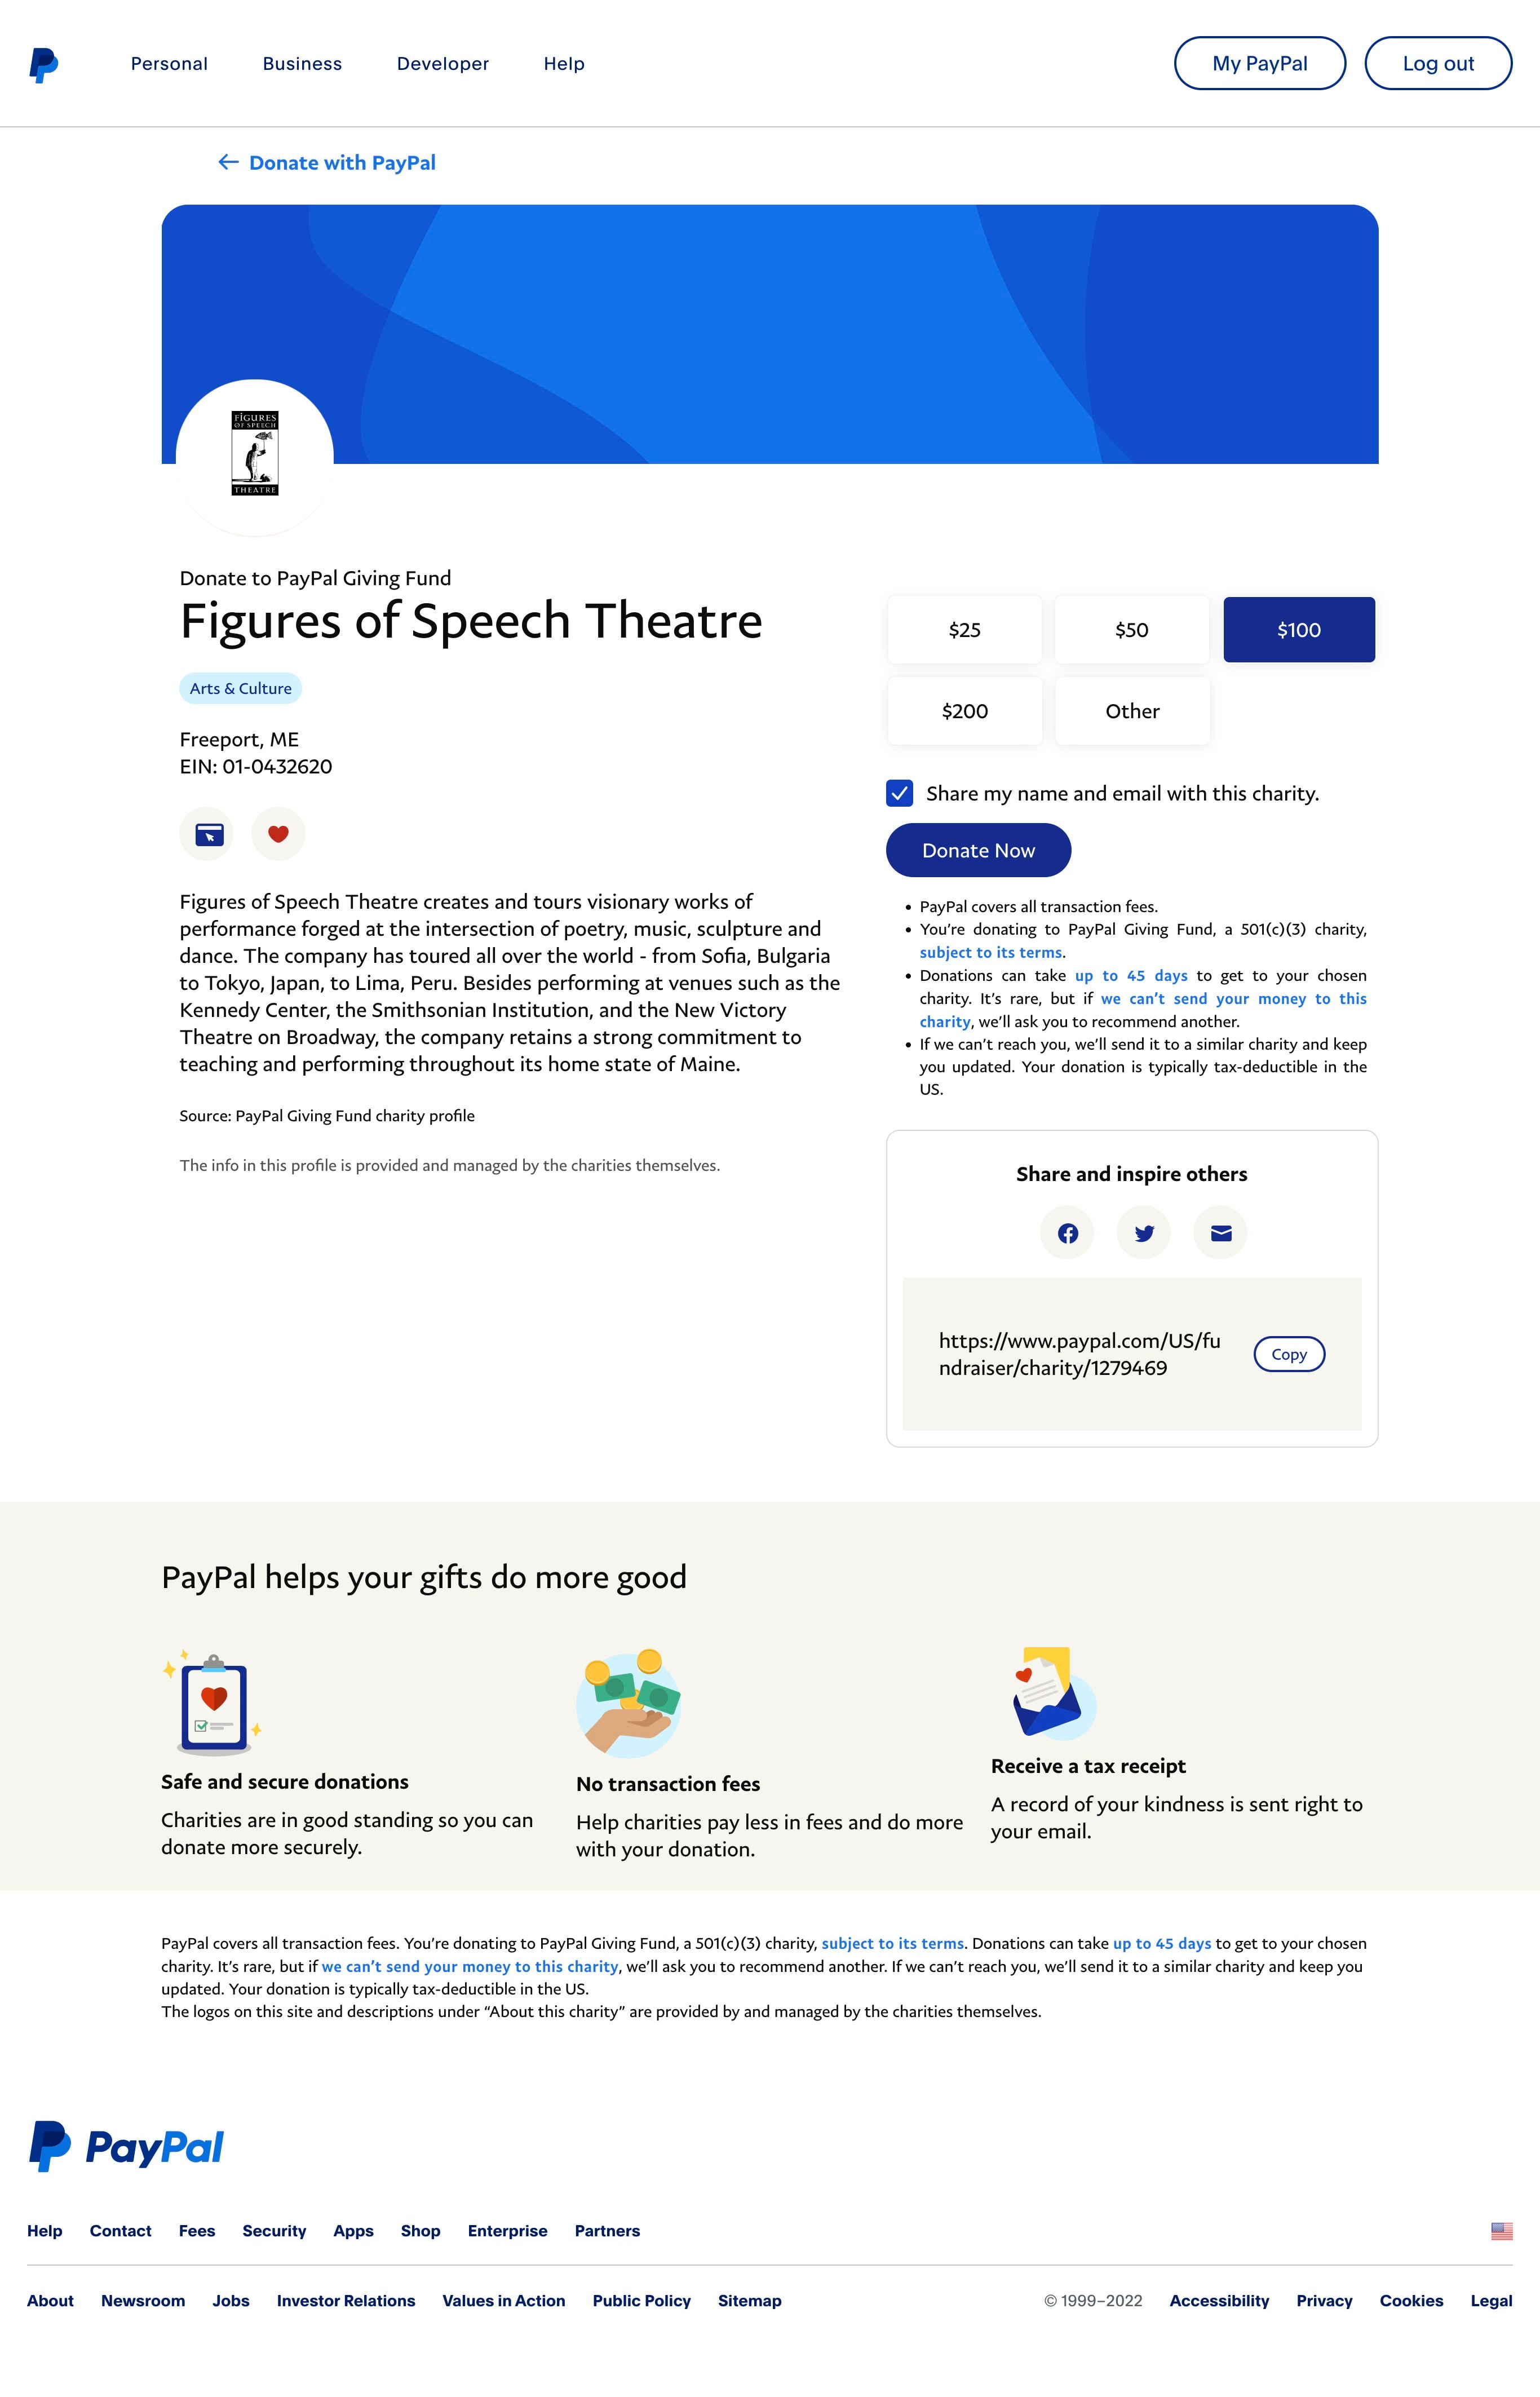 Personal
Business
Developer
Help
My PayPal
Log out
Donate with PayPal
FIGURES
OF SPEECH
THEATRE
Donate to PayPal Giving Fund
Figures of Speech Theatre
Arts & Culture
Freeport, ME
EIN: 01-0432620
Figures of Speech Theatre creates and tours visionary works of
performance forged at the intersection of poetry, music, sculpture and
dance. The company has toured all over the world - from Sofia, Bulgaria
to Tokyo, Japan, to Lima, Peru. Besides performing at venues such as the
Kennedy Center, the Smithsonian Institution, and the New Victory
Theatre on Broadway, the company retains a strong commitment to
teaching and performing throughout its home state of Maine.
Source: PayPal Giving Fund charity profile
The info in this profile is provided and managed by the charities themselves.
$25
$50
$100
$200
Other
Share my name and email with this charity.
Donate Now
• PayPal covers all transaction fees.
• You’re donating to PayPal Giving Fund, a 501(c)(3) charity,
subject to its terms.
• Donations can take up to 45 days to get to your chosen
charity. It’s rare, but if we can’t send your money to this
charity, we’ll ask you to recommend another.
• If we can’t reach you, we’ll send it to a similar charity and keep
you updated. Your donation is typically tax-deductible in the
US.
Share and inspire others
https://www.paypal.com/US/fu
ndraiser/charity/1279469
Copy
PayPal helps your gifts do more good
Safe and secure donations
Charities are in good standing so you can
donate more securely.
No transaction fees
Help charities pay less in fees and do more
with your donation.
Receive a tax receipt
A record of your kindness is sent right to
your email.
PayPal covers all transaction fees. You’re donating to PayPal Giving Fund, a 501(c)(3) charity, subject to its terms. Donations can take up to 45 days to get to your chosen
charity. It’s rare, but if we can’t send your money to this charity, we’ll ask you to recommend another. If we can’t reach you, we’ll send it to a similar charity and keep you
updated. Your donation is typically tax-deductible in the US.
The logos on this site and descriptions under “About this charity” are provided by and managed by the charities themselves.
PayPal
Help
Contact
Fees
Security
Apps
Shop
Enterprise
Partners
About
Newsroom
Jobs
Investor Relations
Values in Action
Public Policy
Sitemap
© 1999–2022
Accessibility
Privacy
Cookies
Legal